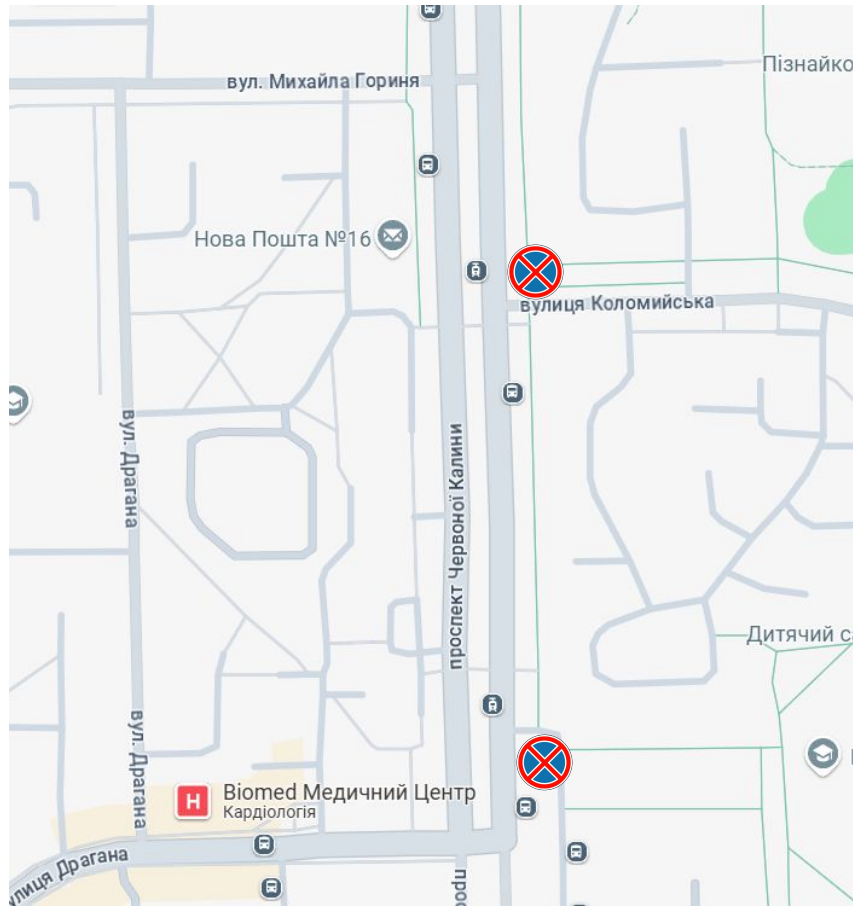 Пізнайко
вул. Михайла Гориня
Нова Пошта №16
вулиця Коломийська
вул. Драгана
проспект Червоної Калини
Дитячий са
вул. Драгана
H
Biomed Медичний Центр
Кардіологія
улиця Драгана
просп